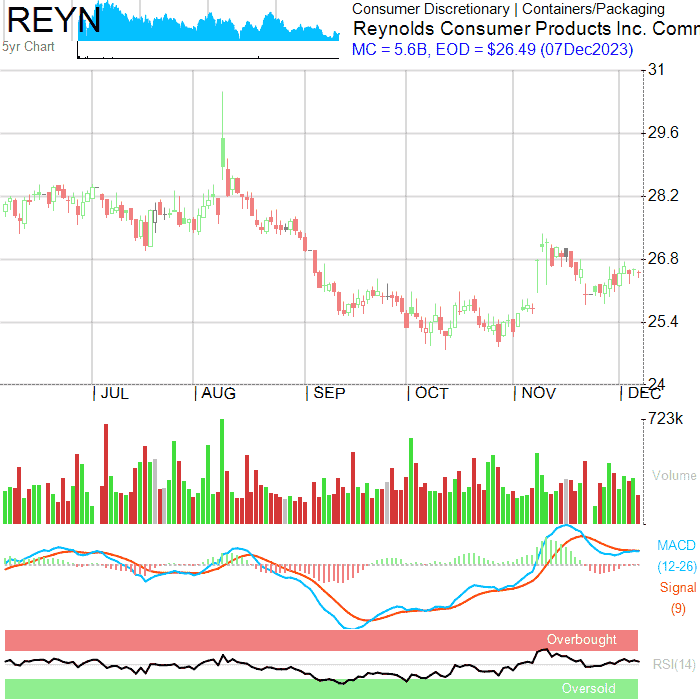 REYN
5yr Chart
Consumer Discretionary | Containers/Packaging
Reynolds Consumer Products Inc. Comm
MC = 5.6B, EOD = $26.49 (07Dec2023)
31
29.6
28.2
26.8
25.4
24
JUL AUG SEP OCT NOV DEC
723k
Volume
MACD
(12-26)
Signal
(9)
Overbought
RSI(14)
Oversold